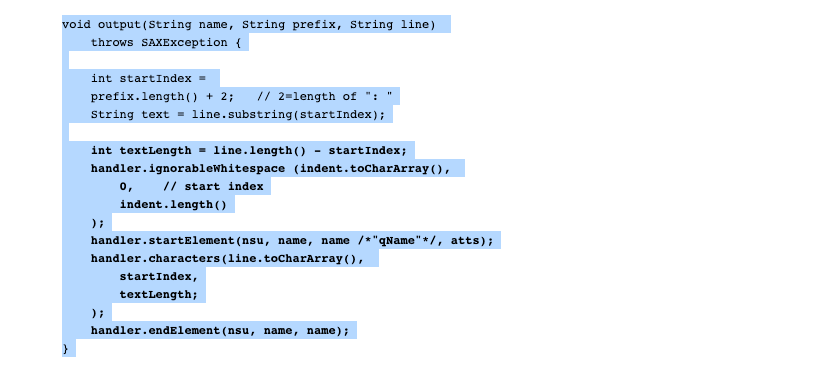 void output(String name, String prefix, String line)
    throws SAXException {

    int startIndex =
    prefix.length() + 2;   // 2=length of ": "
    String text = line.substring(startIndex);

    int textLength = line.length() - startIndex;
    handler.ignorableWhitespace (indent.toCharArray(),
        0,    // start index
        indent.length()
    );
    handler.startElement(nsu, name, name /*"qName"*/, atts);
    handler.characters(line.toCharArray(),
        startIndex,
        textLength;
    );
    handler.endElement(nsu, name, name);
}